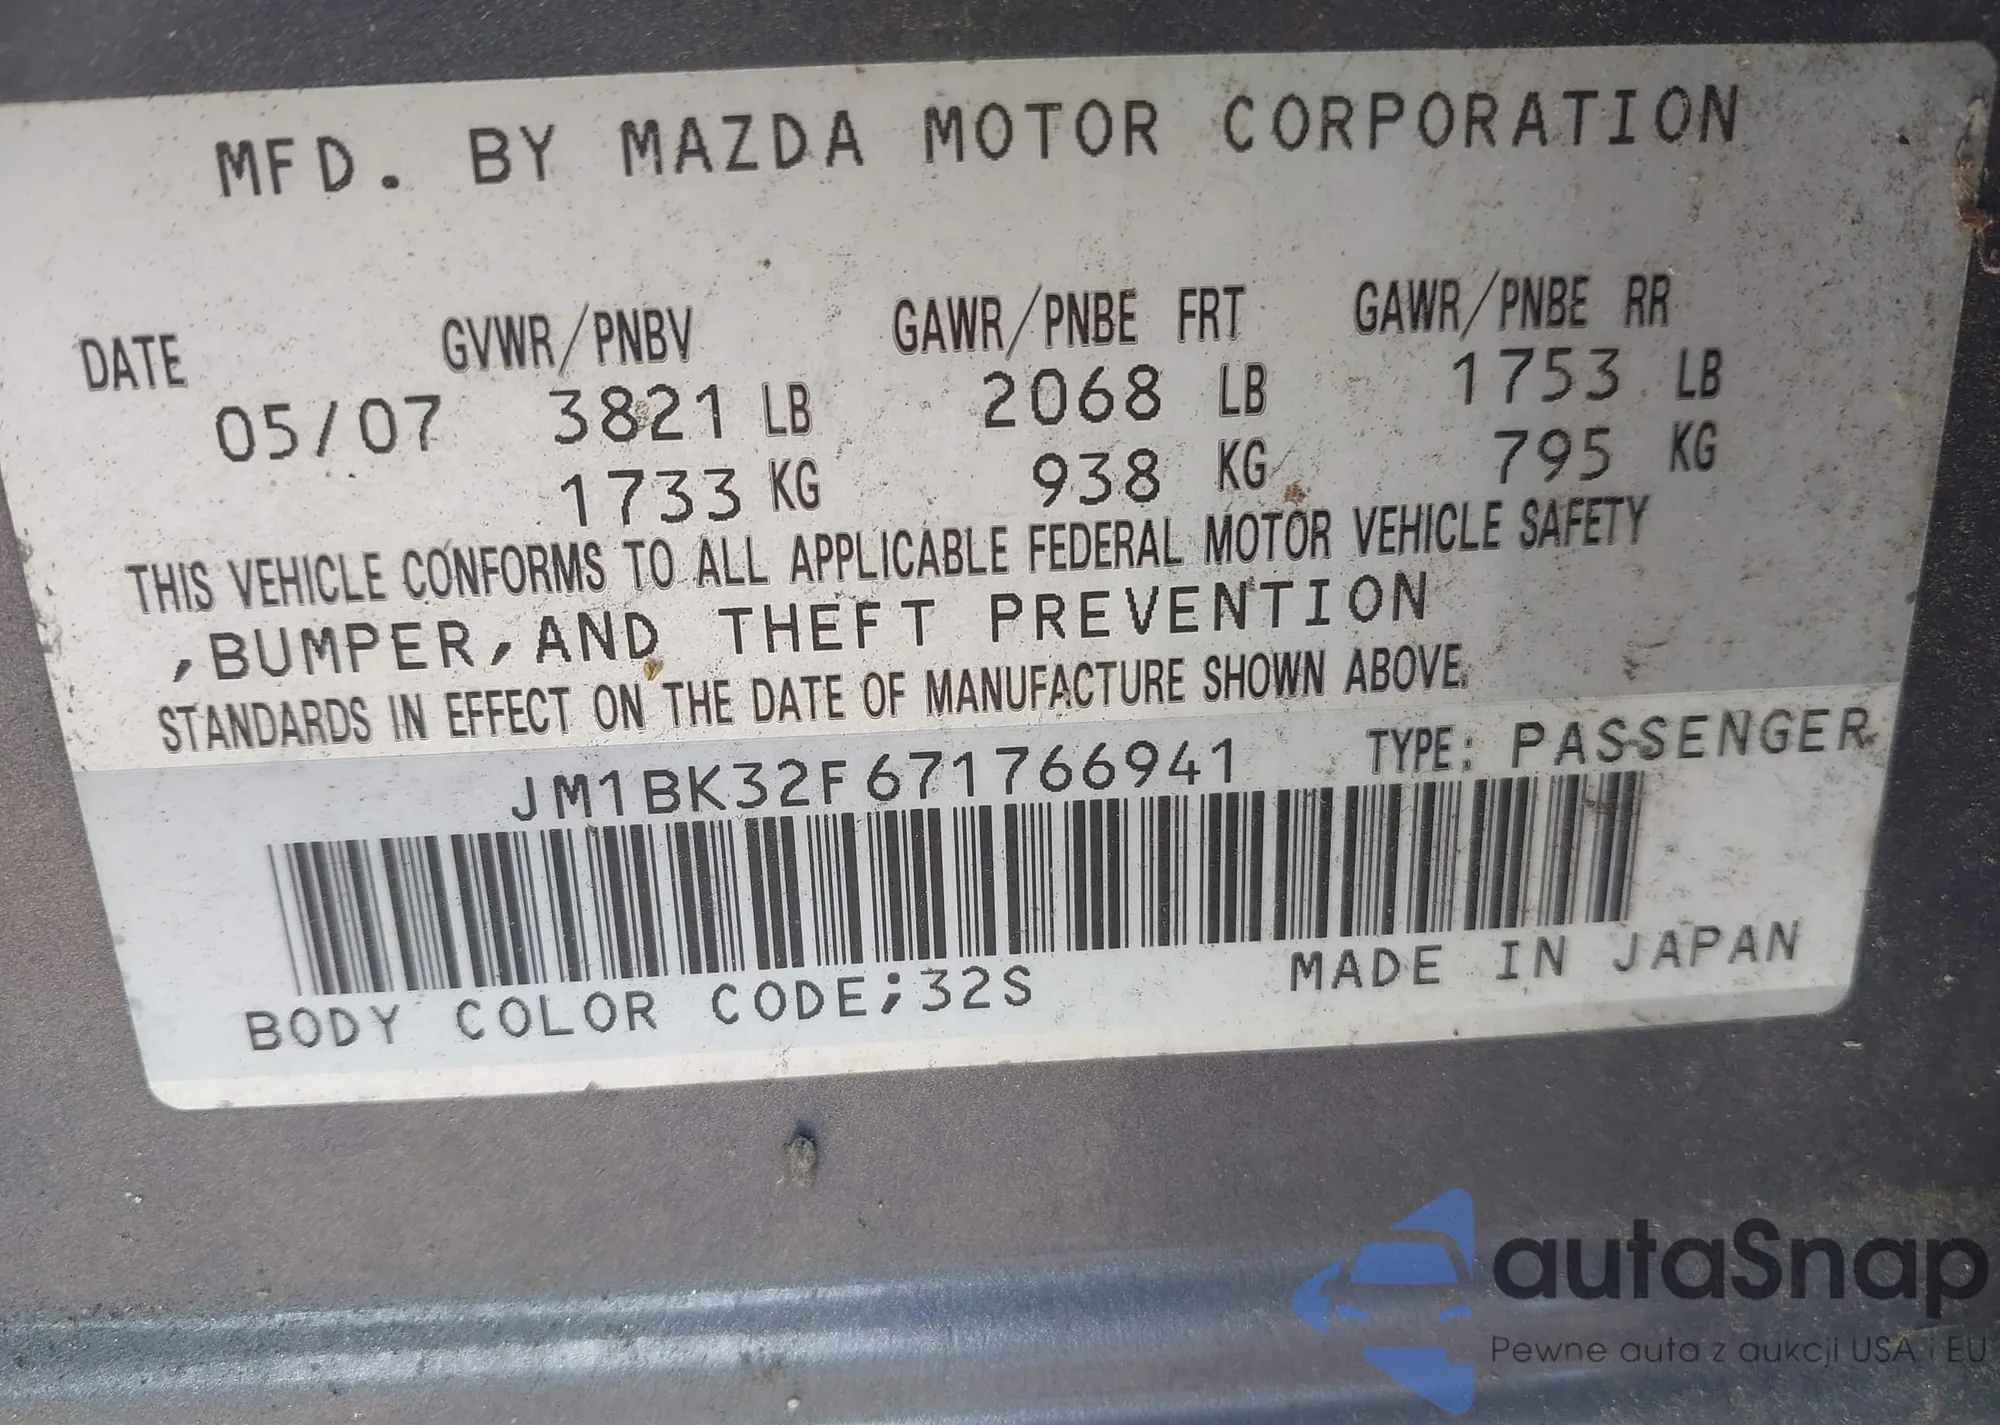 MFD. BY MAZDA MOTOR CORPORATION
DATE GVWR/PNBV GAWR/PNBE FRT GAWR/PNBE RR
05/07 3821 LB 2068 LB 1753 LB
1733 KG 938 KG 795 KG
THIS VEHICLE CONFORMS TO ALL APPLICABLE FEDERAL MOTOR VEHICLE SAFETY
,BUMPER,AND THEFT PREVENTION
STANDARDS IN EFFECT ON THE DATE OF MANUFACTURE SHOWN ABOVE.
JM1BK32F671766941 TYPE: PASSENGER
BODY COLOR CODE;32S MADE IN JAPAN
autaSnap
Pewne auta z aukcji USA i EU